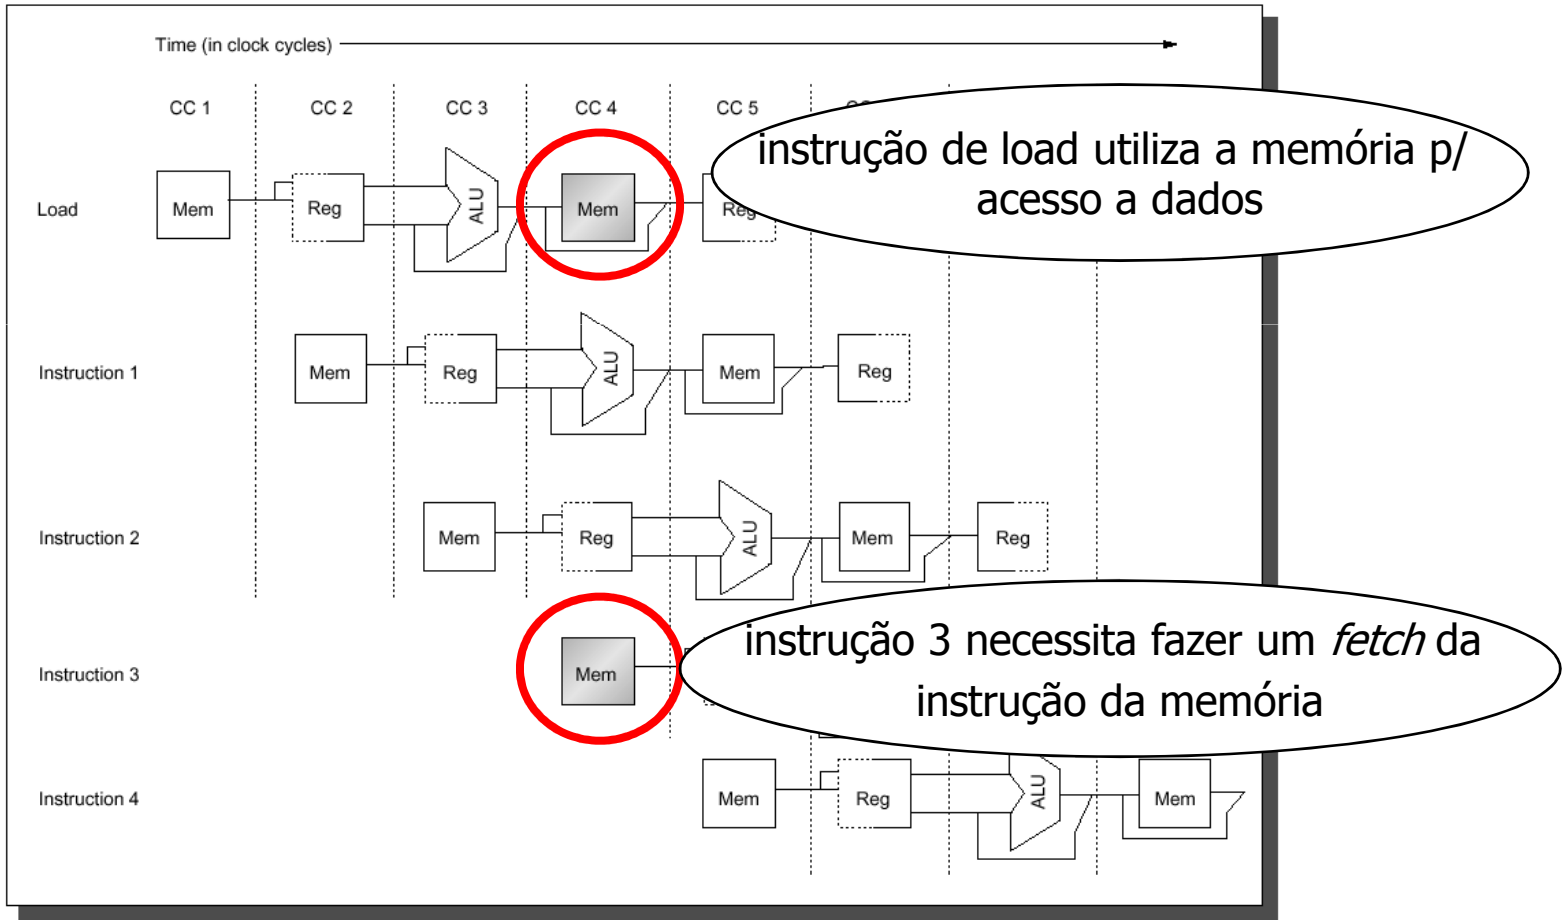 Time (in clock cycles)
CC 1 CC 2 CC 3 CC 4 CC 5
instrução de load utiliza a memória p/
acesso a dados
Load Mem Reg ALU Mem Reg
Instruction 1 Mem Reg ALU Mem Reg
Instruction 2 Mem Reg ALU Mem Reg
instrução 3 necessita fazer um fetch da
instrução da memória
Instruction 3 Mem
Instruction 4 Mem Reg ALU Mem